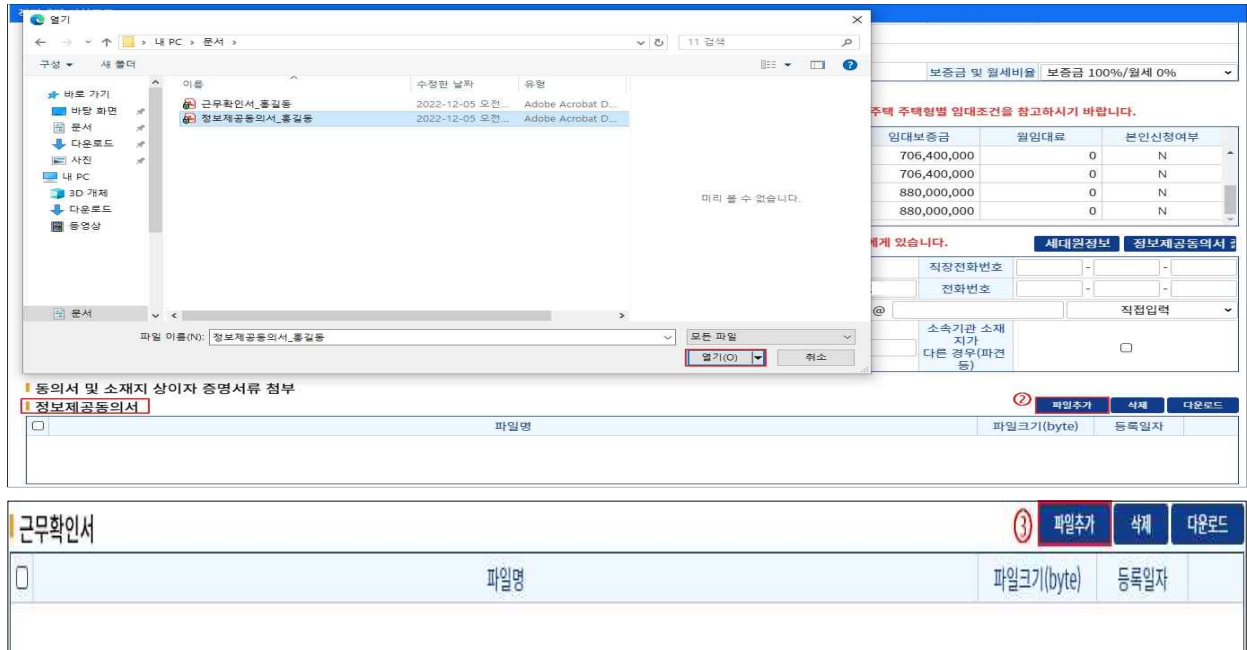 열기
내 PC > 문서 >
11 검색
구성 새 폴더
이름 수정한 날짜 유형
바로 가기
바탕 화면
문서
다운로드
사진
내 PC
3D 개체
다운로드
동영상
문서
근무확인서_홍길동 2022-12-05 오전... Adobe Acrobat D...
정보제공동의서_홍길동 2022-12-05 오전... Adobe Acrobat D...
미리 볼 수 없습니다.
파일 이름(N): 정보제공동의서_홍길동 모든 파일
열기(O) 취소
보증금 및 월세비율 보증금 100%/월세 0%
주택 주택형별 임대조건을 참고하시기 바랍니다.
임대보증금 월임대료 본인신청여부
706,400,000 0 N
706,400,000 0 N
880,000,000 0 N
880,000,000 0 N
에게 있습니다. 세대원정보 정보제공동의서
직장전화번호 - -
전화번호 - -
@ 직접입력
소속기관 소재
지가
다른 경우(파견
등)
동의서 및 소재지 상이자 증명서류 첨부
정보제공동의서 ② 파일추가 삭제 다운로드
파일명 파일크기(byte) 등록일자
근무확인서 ③ 파일추가 삭제 다운로드
파일명 파일크기(byte) 등록일자